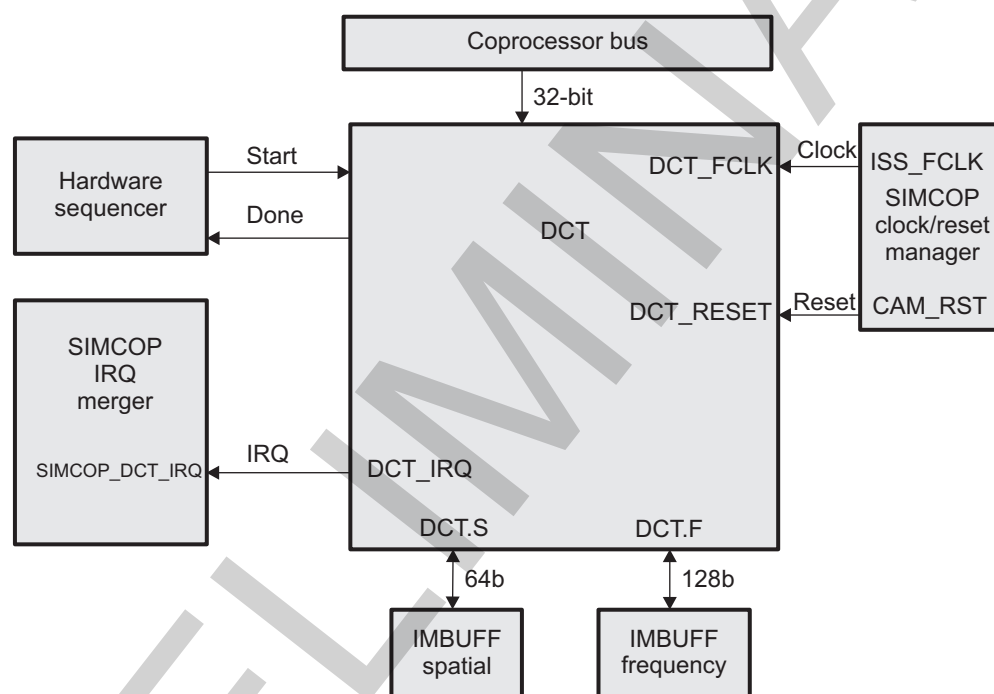 Coprocessor bus
32-bit
Hardware
sequencer
Start
Done
DCT
DCT_FCLK
Clock
ISS_FCLK
SIMCOP
clock/reset
manager
DCT_RESET
Reset
CAM_RST
SIMCOP
IRQ
merger
SIMCOP_DCT_IRQ
IRQ
DCT_IRQ
DCT.S
DCT.F
64b
128b
IMBUFF
spatial
IMBUFF
frequency